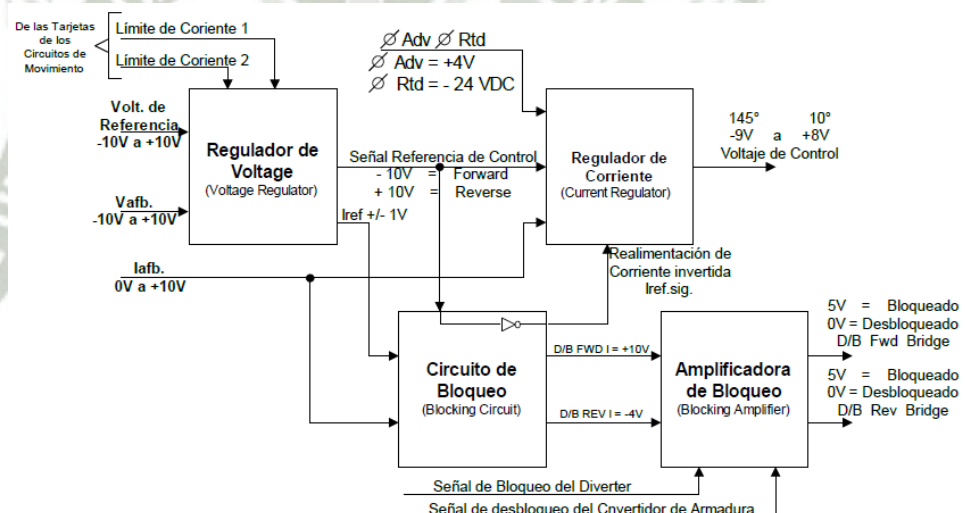 De las Tarjetas
de los
Circuitos de
Movimiento
Límite de Coriente 1
Límite de Coriente 2
Volt. de
Referencia
-10V a +10V
Vafb.
-10V a +10V
Iafb.
0V a +10V
Regulador de
Voltage
(Voltage Regulator)
∅ Adv ∅ Rtd
∅ Adv = +4V
∅ Rtd = - 24 VDC
Señal Referencia de Control
- 10V = Forward
+ 10V = Reverse
Iref +/- 1V
Regulador de
Corriente
(Current Regulator)
145° 10°
-9V a +8V
Voltaje de Control
Realimentación de
Corriente invertida
Iref.sig.
Circuito de
Bloqueo
(Blocking Circuit)
D/B FWD I = +10V
D/B REV I = -4V
Amplificadora
de Bloqueo
(Blocking Amplifier)
5V = Bloqueado
0V = Desbloqueado
D/B Fwd Bridge
5V = Bloqueado
0V = Desbloqueado
D/B Rev Bridge
Señal de Bloqueo del Diverter
Señal de desbloqueo del Cnvertidor de Armadura